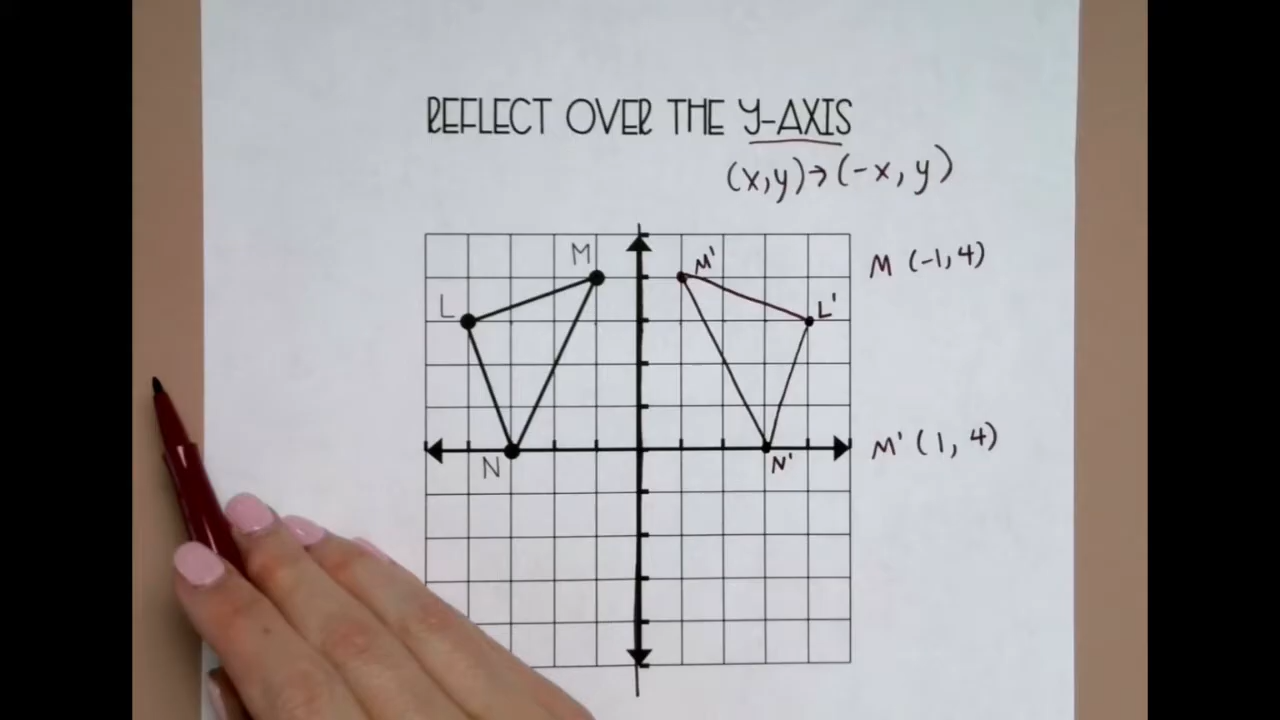 REFLECT OVER THE Y-AXIS
(x,y)→(-x, y)
M
M'
M (-1,4)
L
L'
N
N'
M' (1, 4)